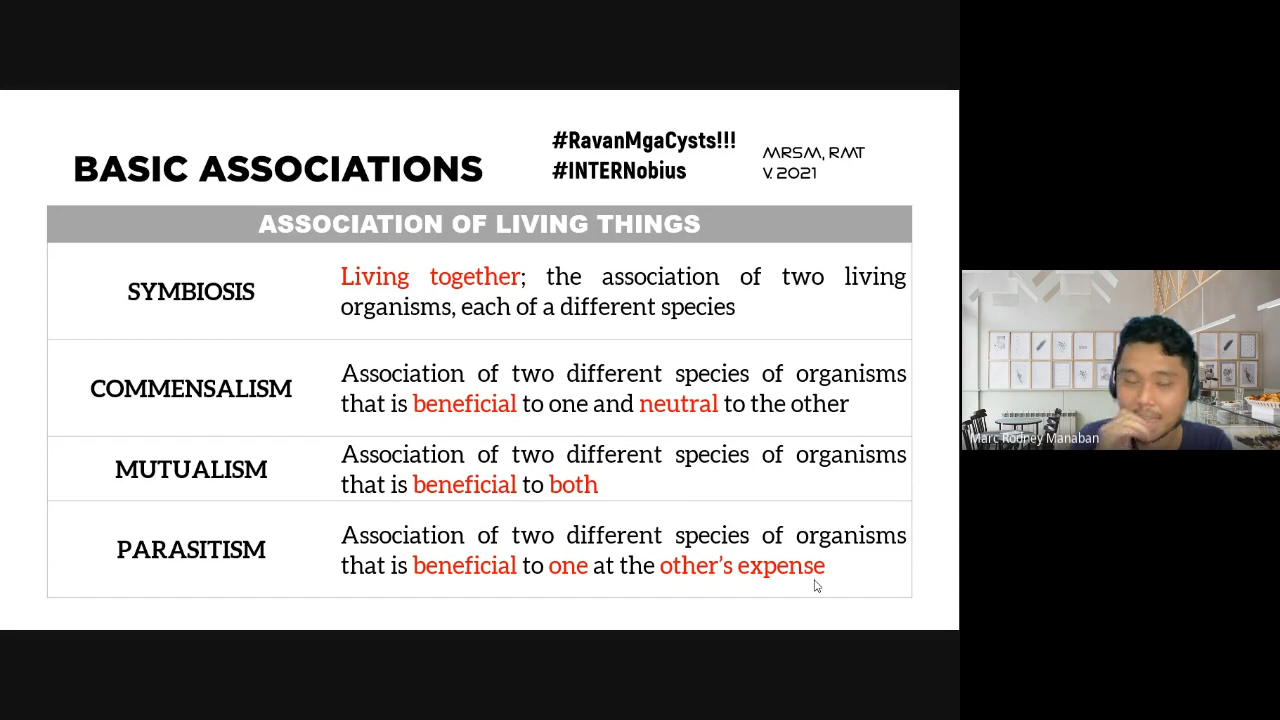 BASIC ASSOCIATIONS
#RavanMgaCysts!!!
#INTERNobius
MRSM, RMT
V. 2021
ASSOCIATION OF LIVING THINGS
SYMBIOSIS
Living together; the association of two living
organisms, each of a different species
COMMENSALISM
Association of two different species of organisms
that is beneficial to one and neutral to the other
MUTUALISM
Association of two different species of organisms
that is beneficial to both
PARASITISM
Association of two different species of organisms
that is beneficial to one at the other’s expense
Marc Rodney Manaban